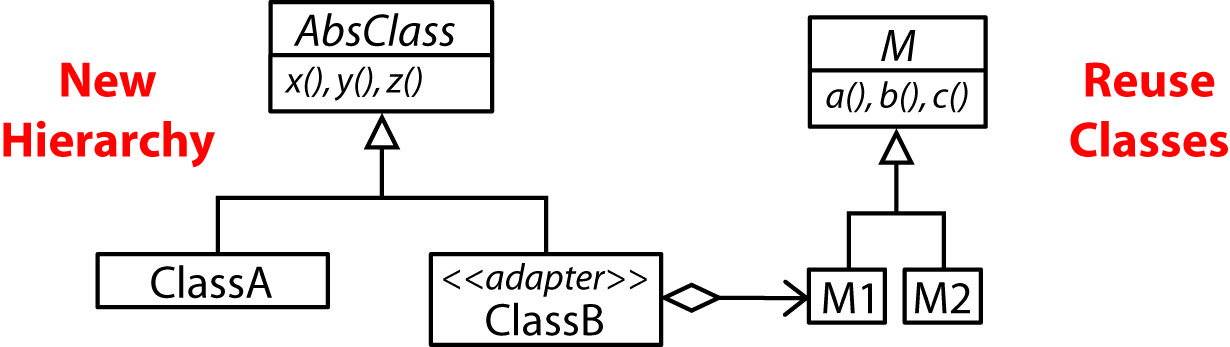 New
Hierarchy
AbsClass
x(), y(), z()
ClassA
<<adapter>>
ClassB
M
a(), b(), c()
M1
M2
Reuse
Classes